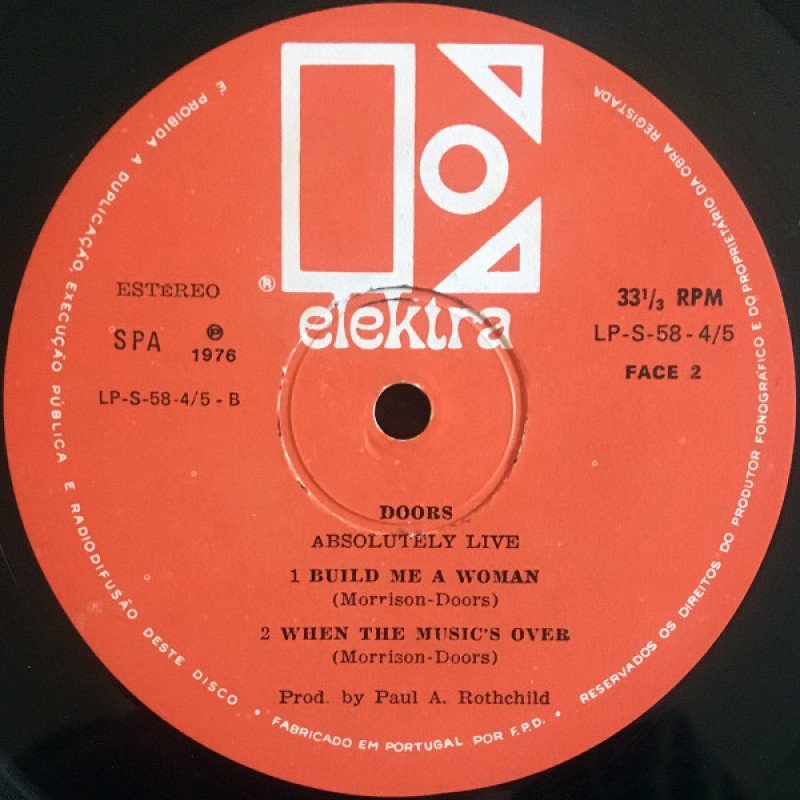 elektra
®
ESTÉREO
SPA
℗
1976
LP-S-58-4/5 - B
33 1/3 RPM
LP-S-58-4/5
FACE 2
DOORS
ABSOLUTELY LIVE
1 BUILD ME A WOMAN
(Morrison-Doors)
2 WHEN THE MUSIC'S OVER
(Morrison-Doors)
Prod. by Paul A. Rothchild
É PROIBIDA A DUPLICAÇÃO, EXECUÇÃO PÚBLICA E RADIODIFUSÃO DESTE DISCO • FABRICADO EM PORTUGAL POR F.P.D. • RESERVADOS OS DIREITOS DO PRODUTOR FONOGRÁFICO E DO PROPRIETÁRIO DA OBRA REGISTADA